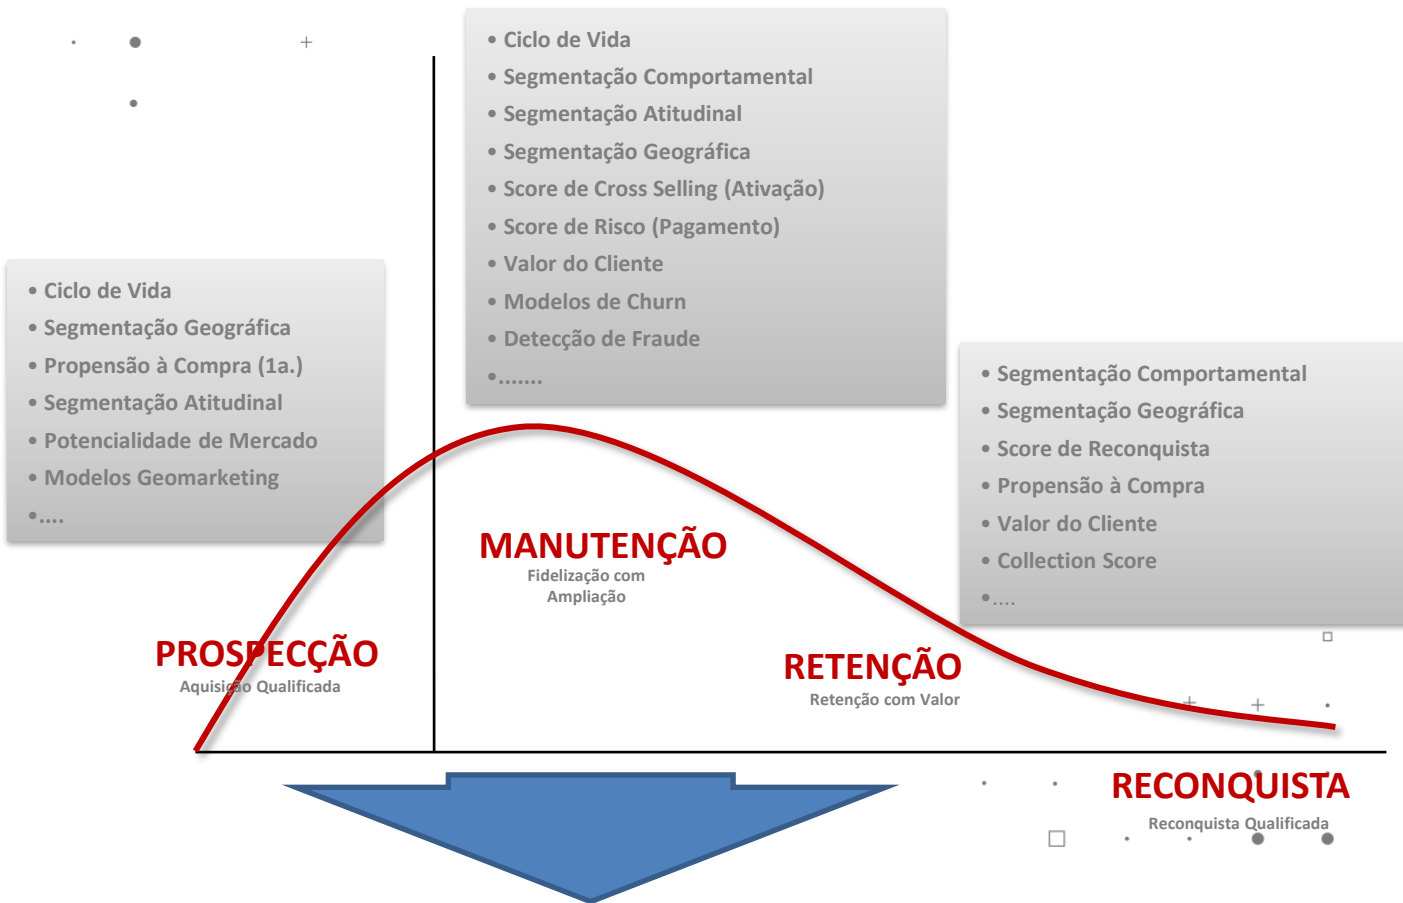 • Ciclo de Vida
• Segmentação Comportamental
• Segmentação Atitudinal
• Segmentação Geográfica
• Score de Cross Selling (Ativação)
• Score de Risco (Pagamento)
• Valor do Cliente
• Modelos de Churn
• Detecção de Fraude
•.......
• Ciclo de Vida
• Segmentação Geográfica
• Propensão à Compra (1a.)
• Segmentação Atitudinal
• Potencialidade de Mercado
• Modelos Geomarketing
•....
• Segmentação Comportamental
• Segmentação Geográfica
• Score de Reconquista
• Propensão à Compra
• Valor do Cliente
• Collection Score
•....
MANUTENÇÃO
Fidelização com
Ampliação
PROSPECÇÃO
Aquisição Qualificada
RETENÇÃO
Retenção com Valor
RECONQUISTA
Reconquista Qualificada